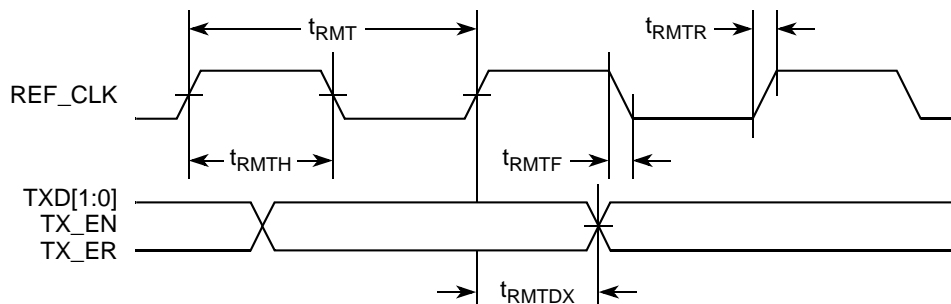 tRMT
tRMTR
REF_CLK
tRMTH
tRMTF
TXD[1:0]
TX_EN
TX_ER
tRMTDX